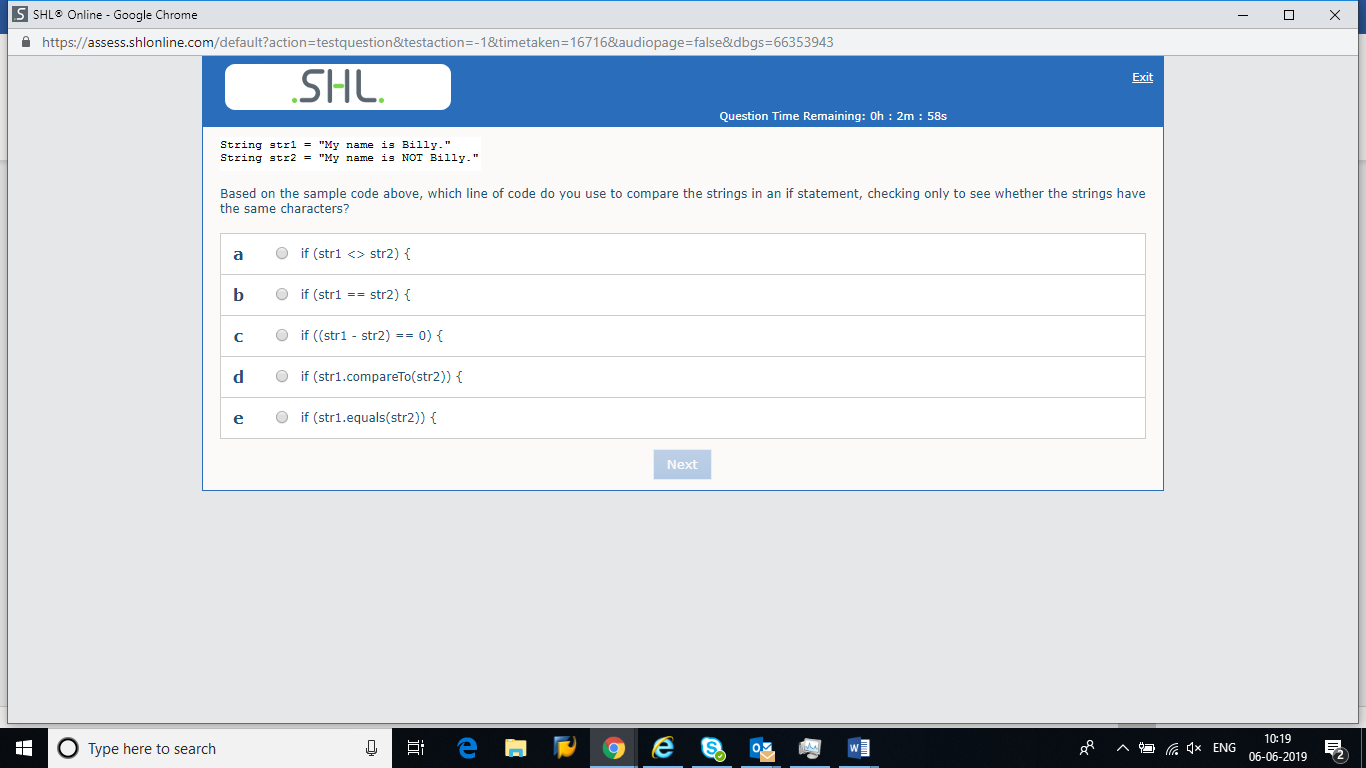 SHL® Online - Google Chrome
https://assess.shlonline.com/default?action=testquestion&testaction=-1&timetaken=16716&audiopage=false&dbgs=66353943
.SHL.
Exit
Question Time Remaining: 0h : 2m : 58s
String str1 = "My name is Billy."
String str2 = "My name is NOT Billy."
Based on the sample code above, which line of code do you use to compare the strings in an if statement, checking only to see whether the strings have
the same characters?
a if (str1 <> str2) {
b if (str1 == str2) {
c if ((str1 - str2) == 0) {
d if (str1.compareTo(str2)) {
e if (str1.equals(str2)) {
Next
Type here to search
ENG
10:19
06-06-2019
2